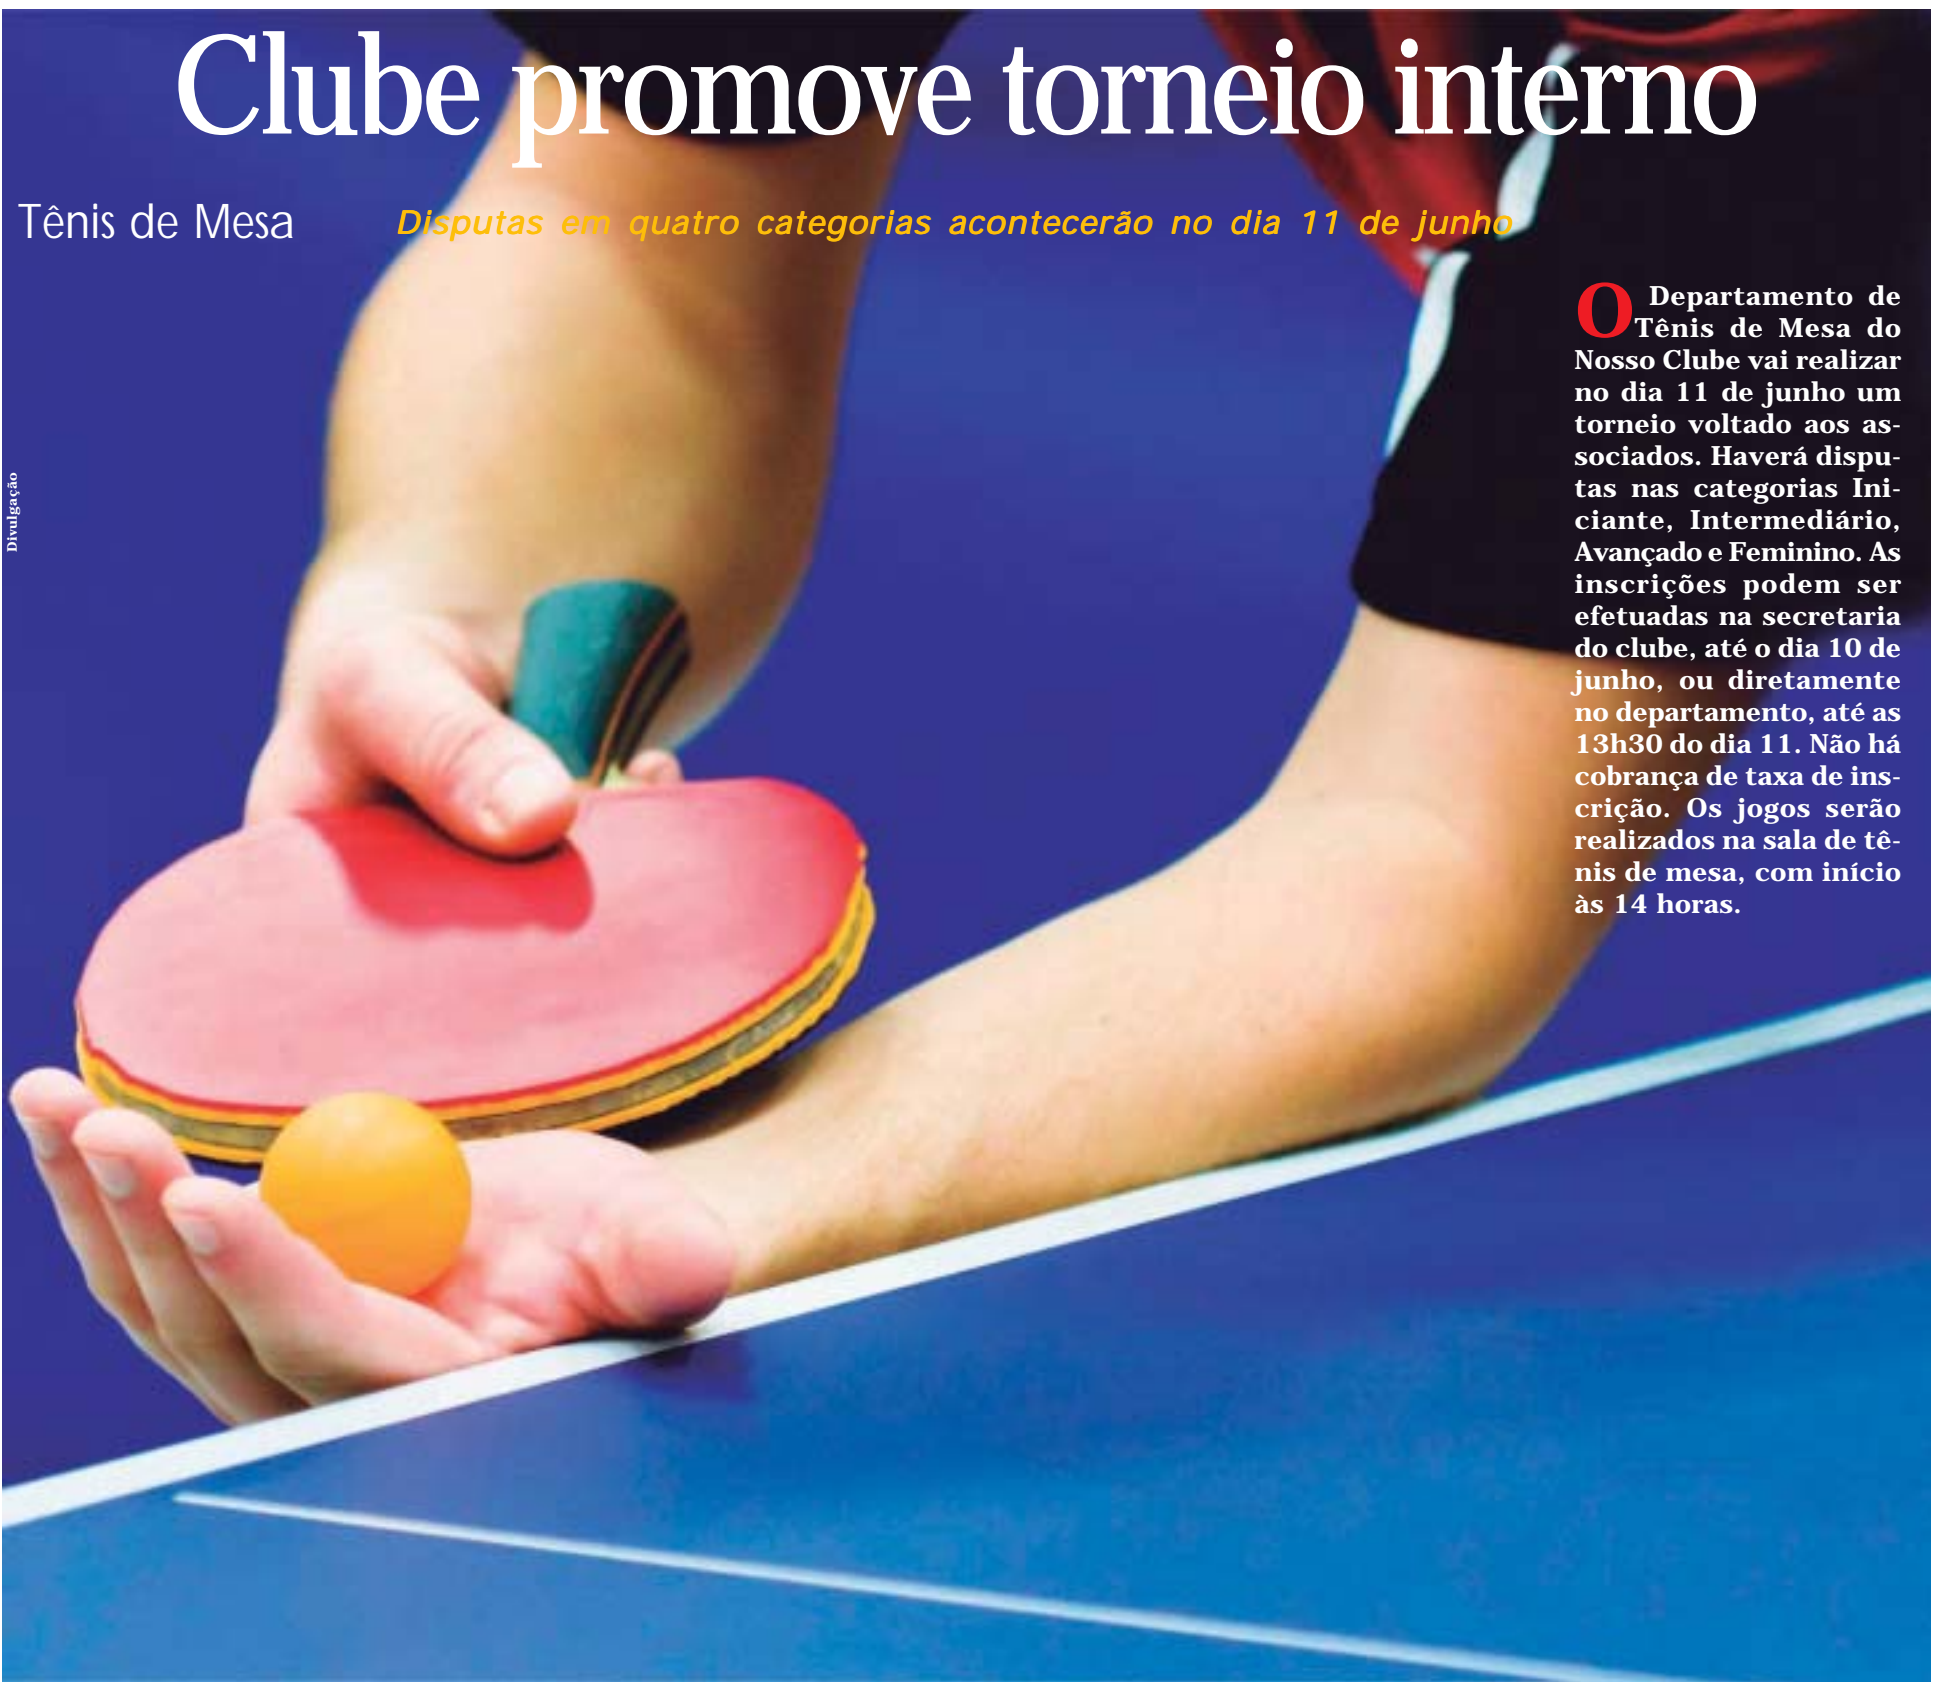 Clube promove torneio interno
Tênis de Mesa
Disputas em quatro categorias acontecerão no dia 11 de junho
Divulgação
O Departamento de
Tênis de Mesa do
Nosso Clube vai realizar
no dia 11 de junho um
torneio voltado aos as-
sociados. Haverá dispu-
tas nas categorias Ini-
ciante, Intermediário,
Avançado e Feminino. As
inscrições podem ser
efetuadas na secretaria
do clube, até o dia 10 de
junho, ou diretamente
no departamento, até as
13h30 do dia 11. Não há
cobrança de taxa de ins-
crição. Os jogos serão
realizados na sala de tê-
nis de mesa, com início
às 14 horas.